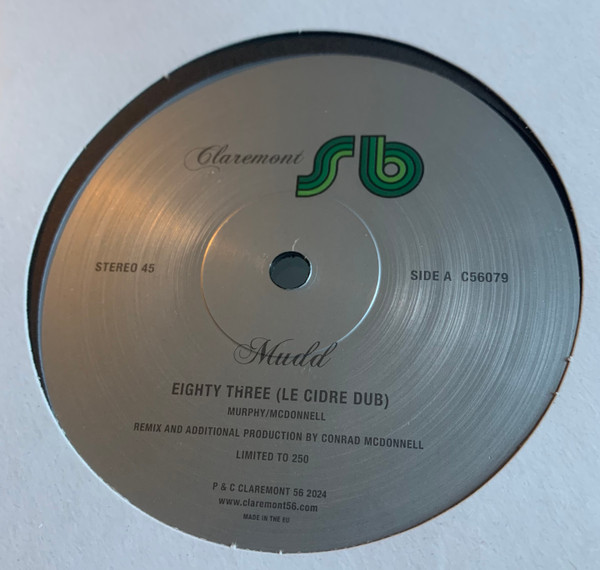 Claremont 56
STEREO 45
SIDE A C56079
Mudd
EIGHTY THREE (LE CIDRE DUB)
MURPHY/MCDONNELL
REMIX AND ADDITIONAL PRODUCTION BY CONRAD MCDONNELL
LIMITED TO 250
P & C CLAREMONT 56 2024
www.claremont56.com
MADE IN THE EU